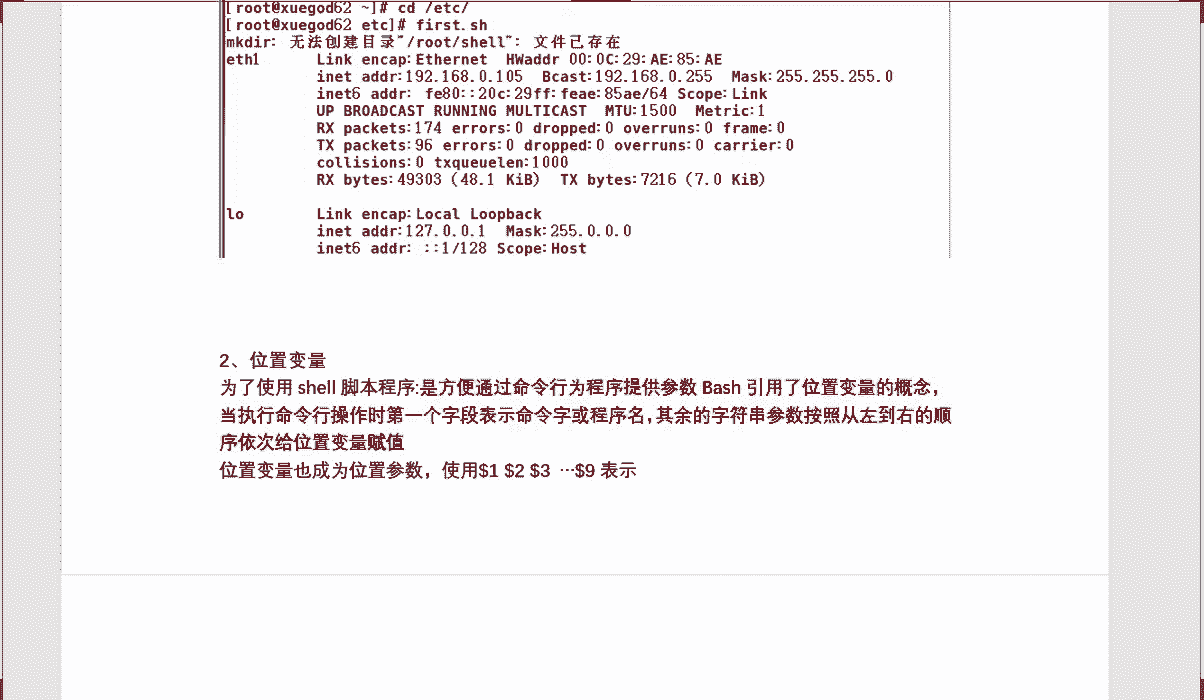 [root@xuegod62 ~]# cd /etc/
[root@xuegod62 etc]# first.sh
mkdir: 无法创建目录"/root/shell": 文件已存在
eth1 Link encap:Ethernet HWaddr 00:0C:29:AE:85:AE
inet addr:192.168.0.105 Bcast:192.168.0.255 Mask:255.255.255.0
inet6 addr: fe80::20c:29ff:feae:85ae/64 Scope:Link
UP BROADCAST RUNNING MULTICAST MTU:1500 Metric:1
RX packets:174 errors:0 dropped:0 overruns:0 frame:0
TX packets:96 errors:0 dropped:0 overruns:0 carrier:0
collisions:0 txqueuelen:1000
RX bytes:49303 (48.1 KiB) TX bytes:7216 (7.0 KiB)
lo Link encap:Local Loopback
inet addr:127.0.0.1 Mask:255.0.0.0
inet6 addr: ::1/128 Scope:Host
2、位置变量
为了使用 shell 脚本程序:是方便通过命令行为程序提供参数 Bash 引用了位置变量的概念，
当执行命令行操作时第一个字段表示命令字或程序名,其余的字符串参数按照从左到右的顺
序依次给位置变量赋值
位置变量也成为位置参数，使用$1 $2 $3 …$9 表示